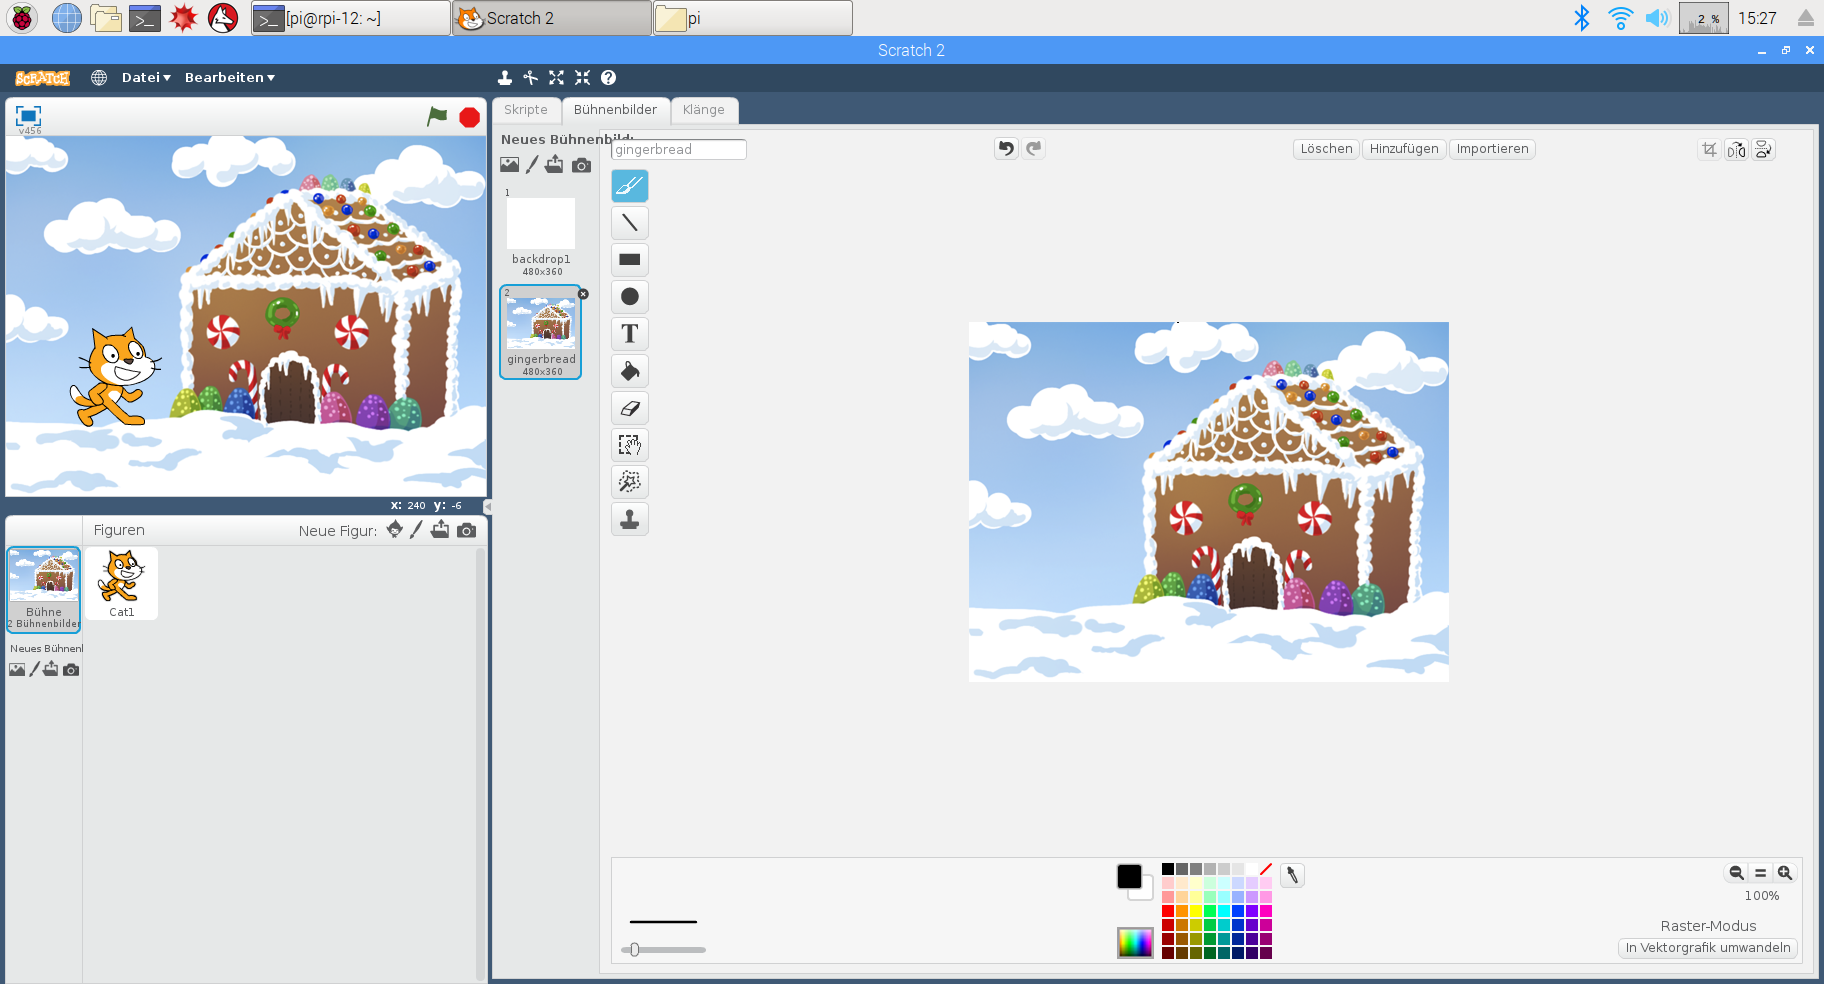 [pi@rpi-12: ~]
Scratch 2
pi
2 %
15:27
Scratch 2
SCRATCH
Datei
Bearbeiten
v456
Skripte
Bühnenbilder
Klänge
Neues Bühnenbild:
gingerbread
Löschen
Hinzufügen
Importieren
1
backdrop1
480x360
2
gingerbread
480x360
T
x: 240 y: -6
Figuren
Neue Figur:
Bühne
2 Bühnenbilder
Cat1
Neues Bühnenl
100%
Raster-Modus
In Vektorgrafik umwandeln